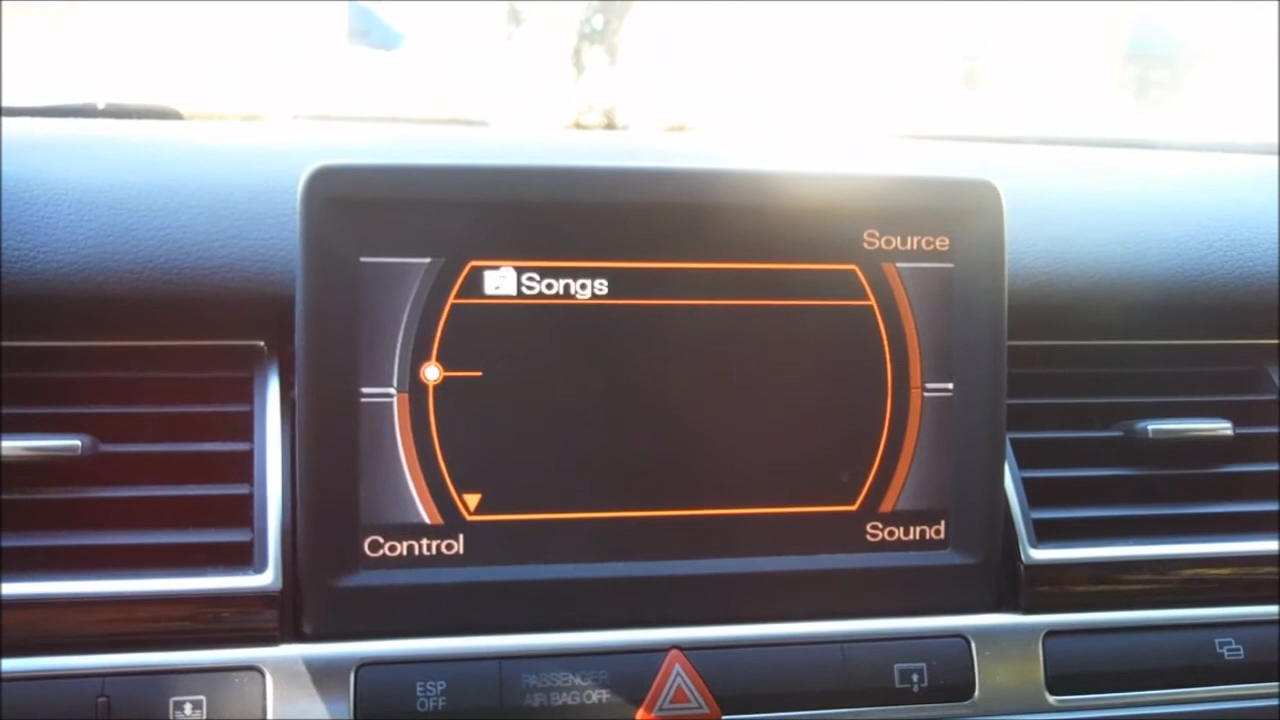 Source
Songs
Control
Sound
ESP
OFF
PASSENGER
AIR BAG OFF